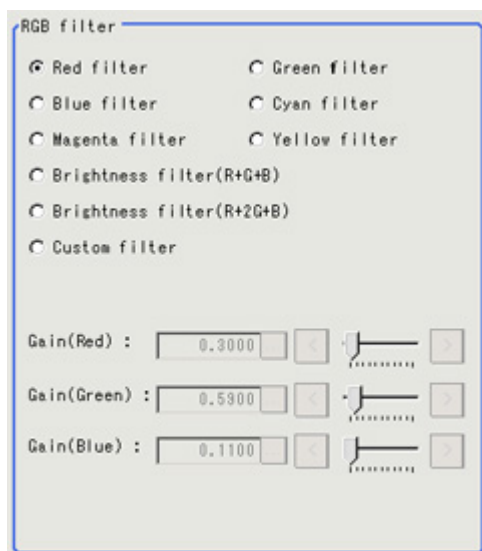 RGB filter
Red filter Green filter
Blue filter Cyan filter
Magenta filter Yellow filter
Brightness filter(R+G+B)
Brightness filter(R+2G+B)
Custom filter
Gain(Red) : 0.3000 < >
Gain(Green) : 0.5900 < >
Gain(Blue) : 0.1100 < >